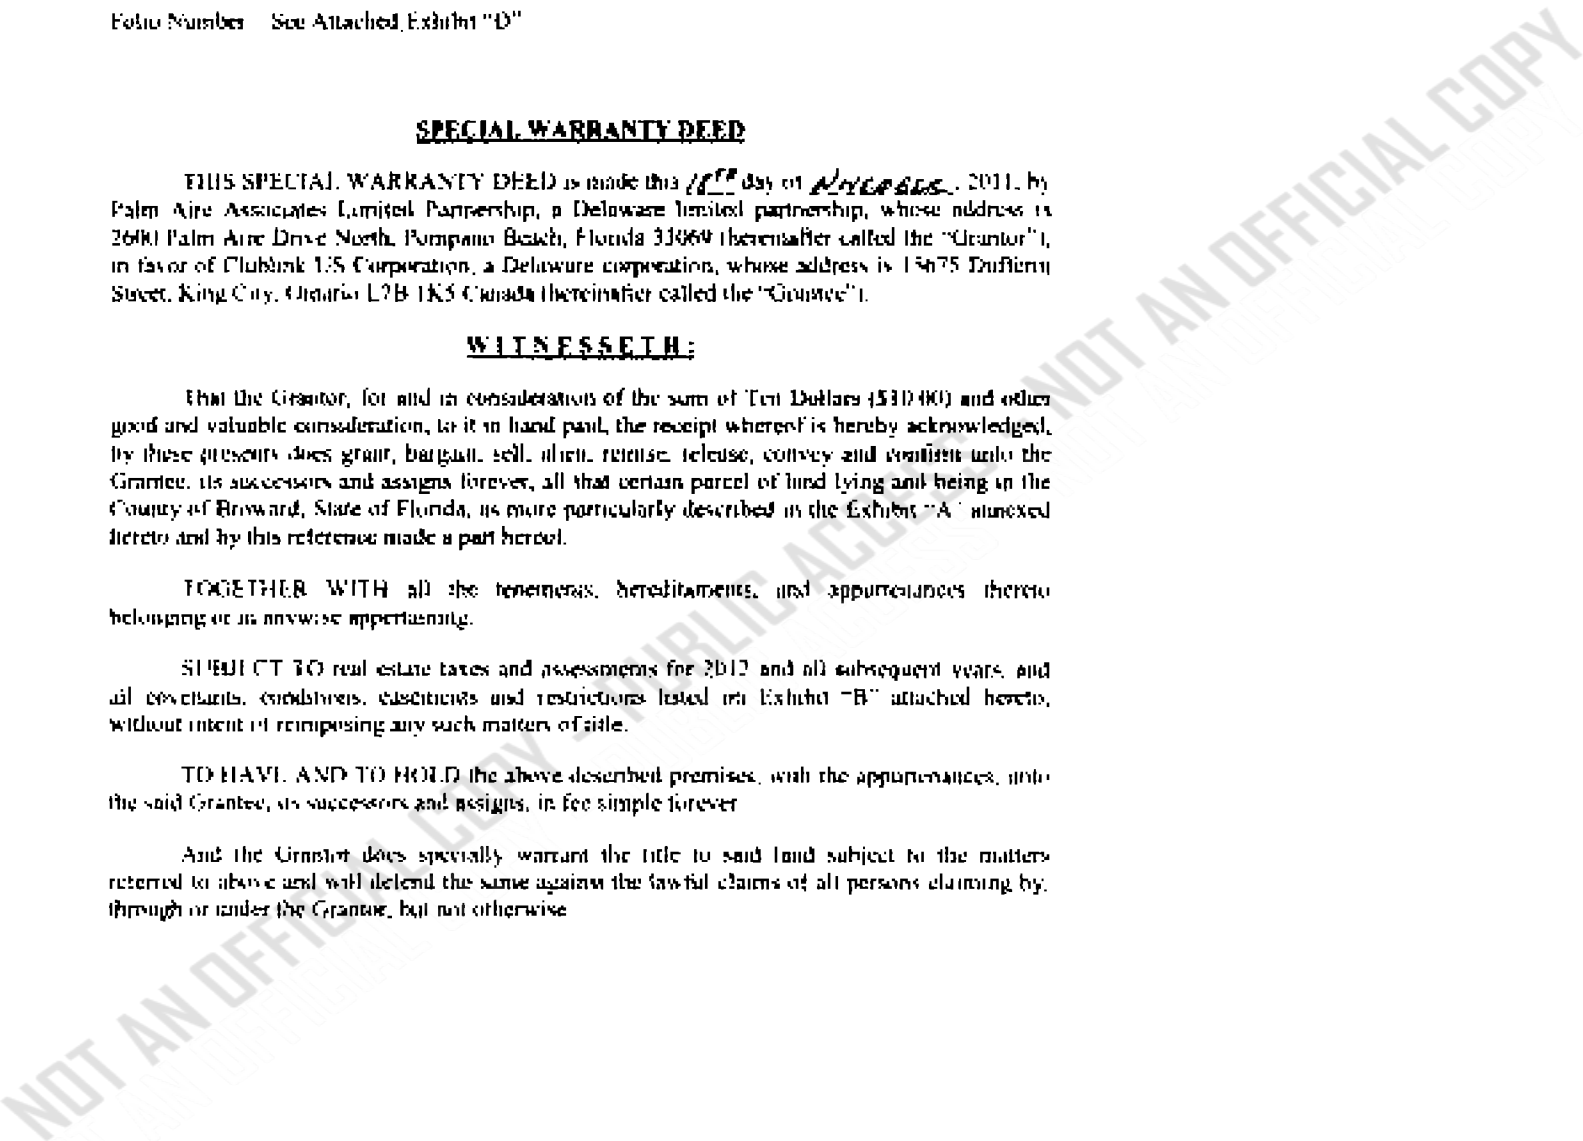 Folio Number See Attached Exhibit "D"
SPECIAL WARRANTY DEED
THIS SPECIAL WARRANTY DEED is made this day of 2011, by
Palm Aire Associates Limited Partnership, a Delaware limited partnership, whose address is
2600 Palm Aire Drive North, Pompano Beach, Florida 33069 (hereinafter called the "Grantor"),
in favor of Clublink US Corporation, a Delaware corporation, whose address is 15675 Dufferin
Street, King City, Ontario L7B 1K5 Canada (hereinafter called the "Grantee").
WITNESSETH:
That the Grantor, for and in consideration of the sum of Ten Dollars ($10.00) and other
good and valuable consideration, to it in hand paid, the receipt whereof is hereby acknowledged,
by these presents does grant, bargain, sell, alien, remise, release, convey and confirm unto the
Grantee, its successors and assigns forever, all that certain parcel of land lying and being in the
County of Broward, State of Florida, as more particularly described in the Exhibit "A" annexed
hereto and by this reference made a part hereof.
TOGETHER WITH all the tenements, hereditaments, and appurtenances thereto
belonging or in anywise appertaining.
SUBJECT TO real estate taxes and assessments for 2012 and all subsequent years, and
all covenants, conditions, easements and restrictions listed on Exhibit "B" attached hereto,
without intent of reimposing any such matters of title.
TO HAVE AND TO HOLD the above described premises, with the appurtenances, unto
the said Grantee, its successors and assigns, in fee simple forever
And the Grantor does specially warrant the title to said land subject to the matters
referred to above and will defend the same against the lawful claims of all persons claiming by,
through or under the Grantor, but not otherwise
NOT AN OFFICIAL COPY - PUBLIC ACCESS - NOT AN OFFICIAL COPY